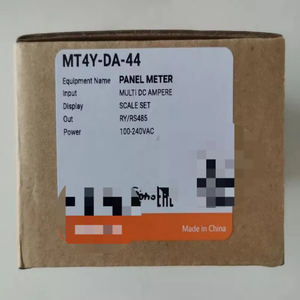 MT4Y-DA-44
Equipment Name PANEL METER
Input MULTI DC AMPERE
Display SCALE SET
Out RY/RS485
Power 100-240VAC
Made in China